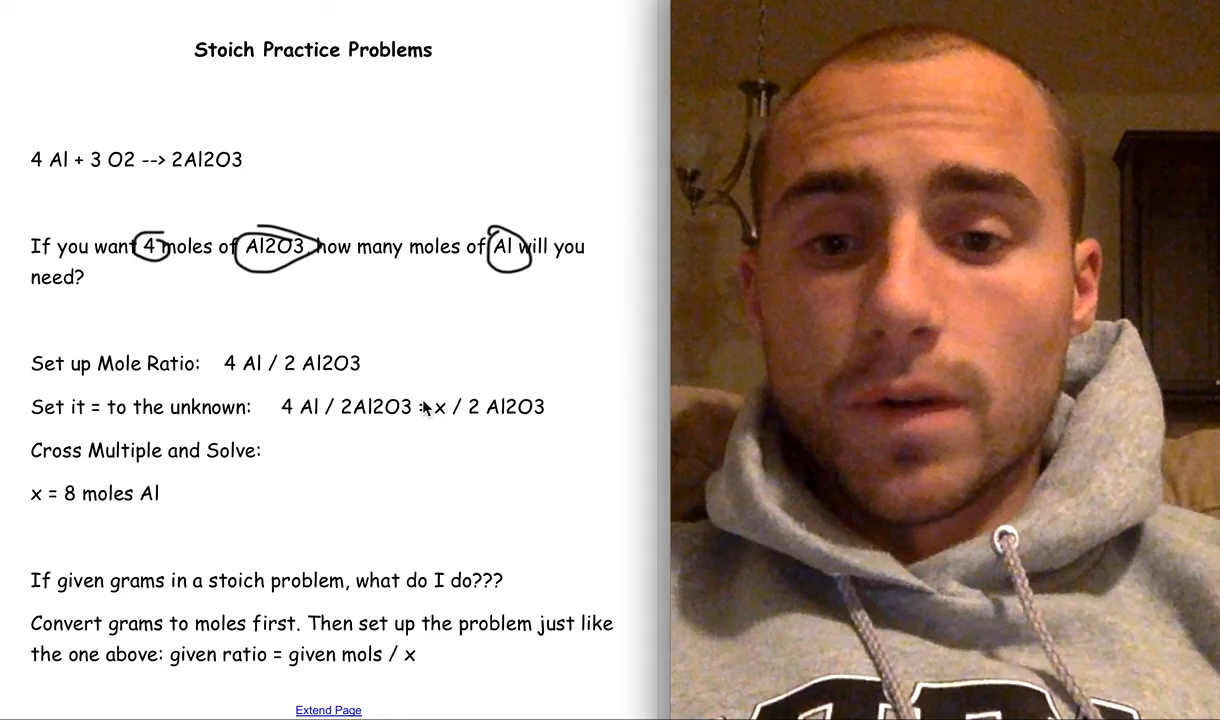 Stoich Practice Problems
4 Al + 3 O2 --> 2Al2O3
If you want 4 moles of Al2O3, how many moles of Al will you
need?
Set up Mole Ratio: 4 Al / 2 Al2O3
Set it = to the unknown: 4 Al / 2Al2O3 = x / 2 Al2O3
Cross Multiple and Solve:
x = 8 moles Al
If given grams in a stoich problem, what do I do???
Convert grams to moles first. Then set up the problem just like
the one above: given ratio = given mols / x
Extend Page